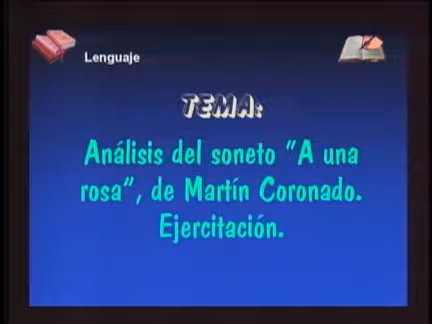 Lenguaje
TEMA:
Análisis del soneto "A una
rosa", de Martín Coronado.
Ejercitación.